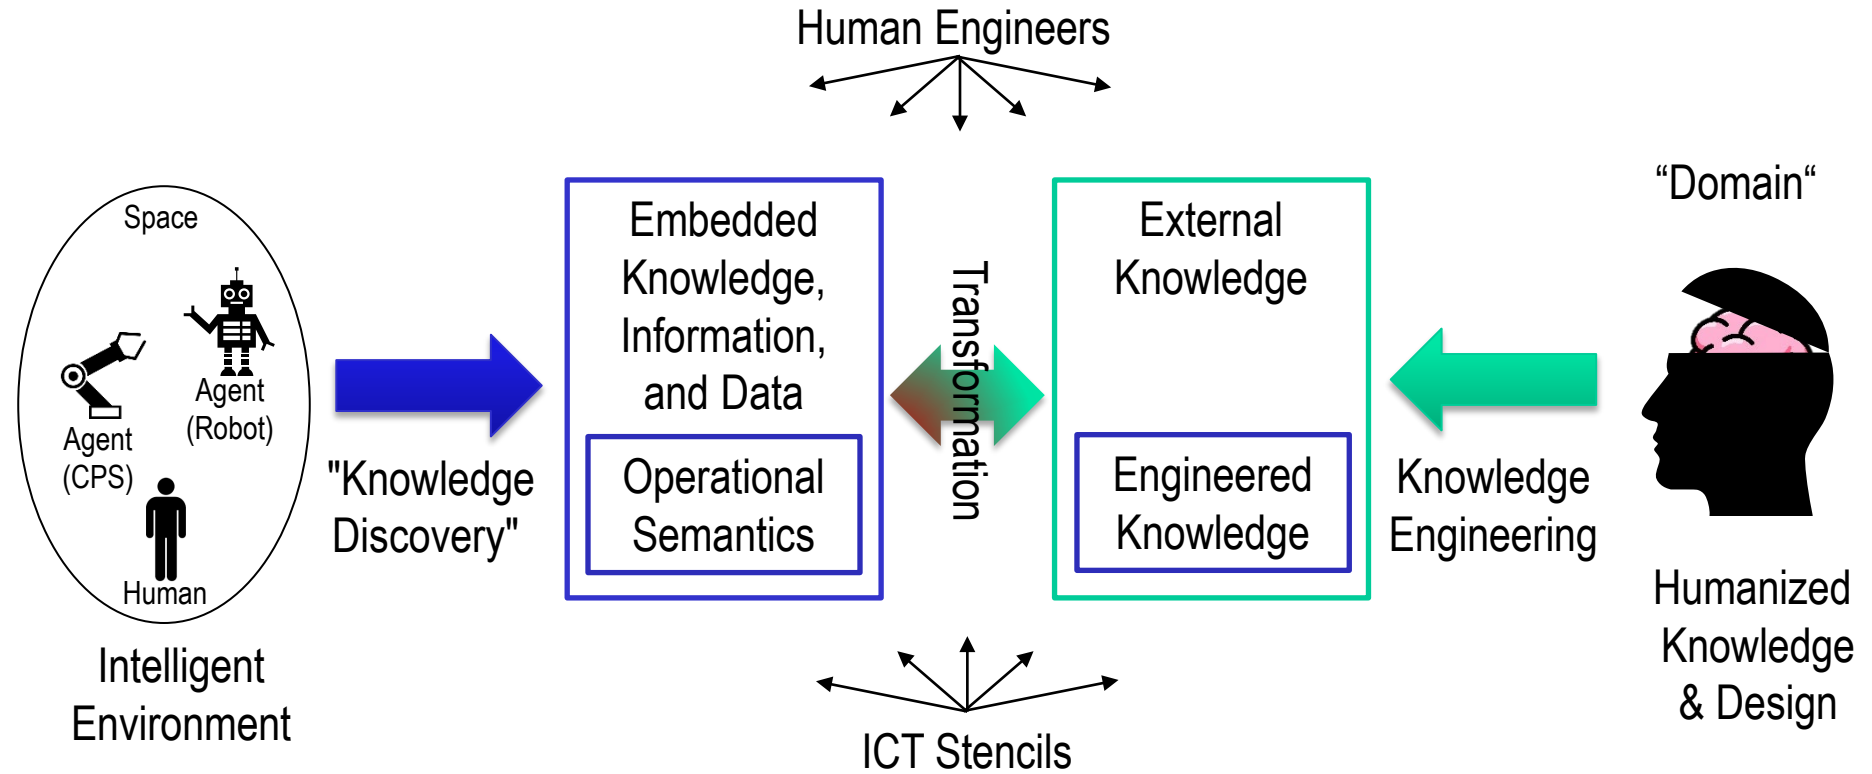 Human Engineers
“Domain“
Space
Agent
(Robot)
Agent
(CPS)
Human
Intelligent
Environment
"Knowledge
Discovery"
Embedded
Knowledge,
Information,
and Data
Operational
Semantics
Transformation
External
Knowledge
Engineered
Knowledge
Knowledge
Engineering
Humanized
Knowledge
& Design
ICT Stencils